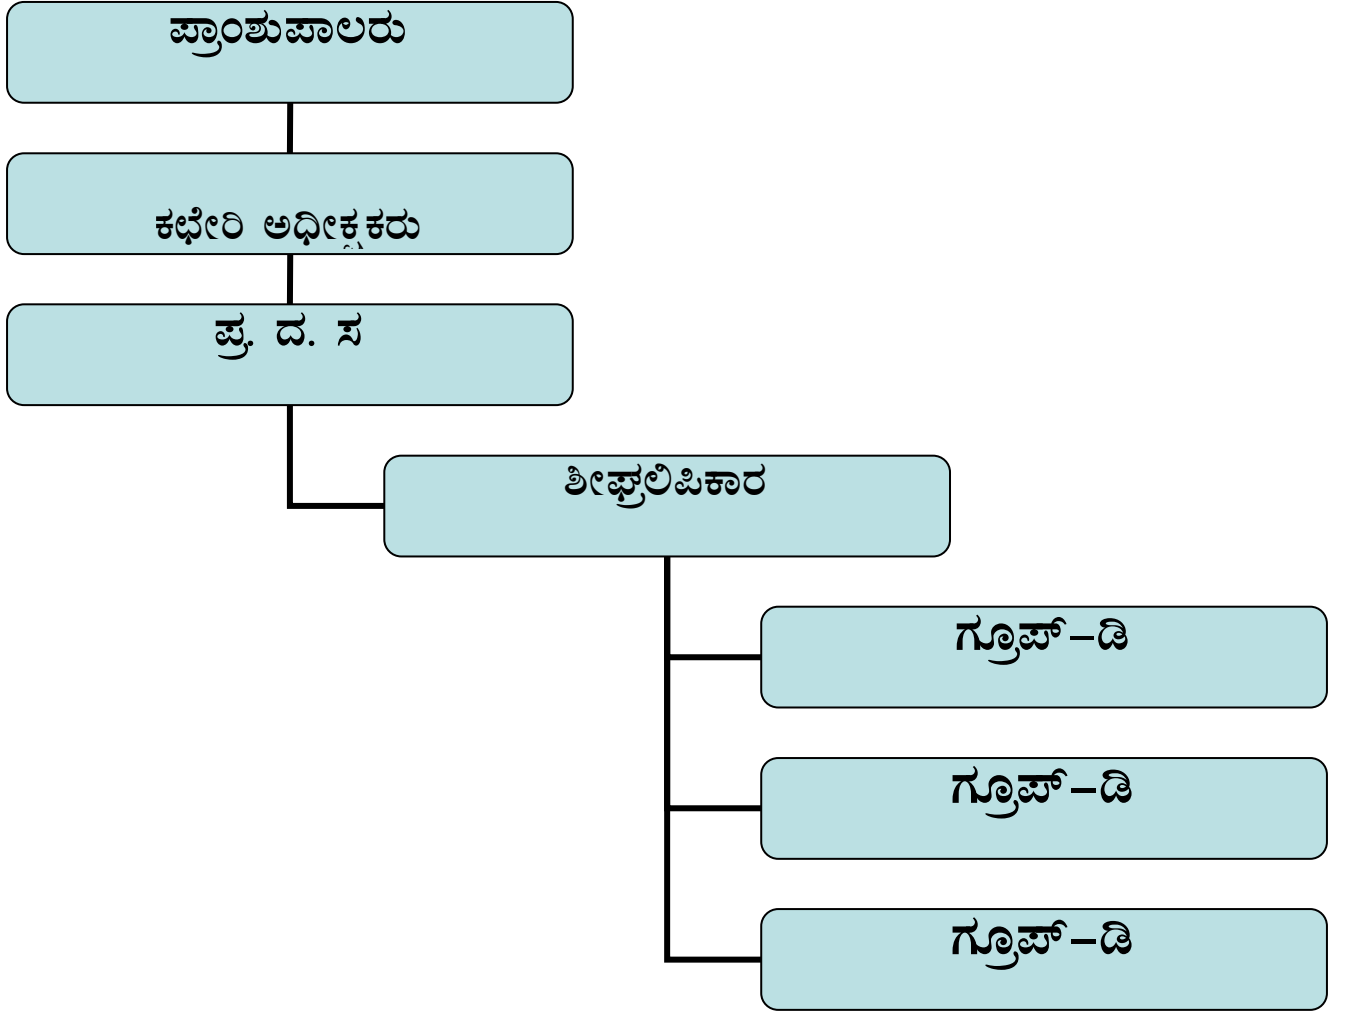 ಪ್ರಾಂಶುಪಾಲರು
ಕಛೇರಿ ಅಧೀಕ್ಷಕರು
ಪ್ರ. ದ. ಸ
ಶೀಘ್ರಲಿಪಿಕಾರ
ಗ್ರೂಪ್-ಡಿ
ಗ್ರೂಪ್-ಡಿ
ಗ್ರೂಪ್-ಡಿ